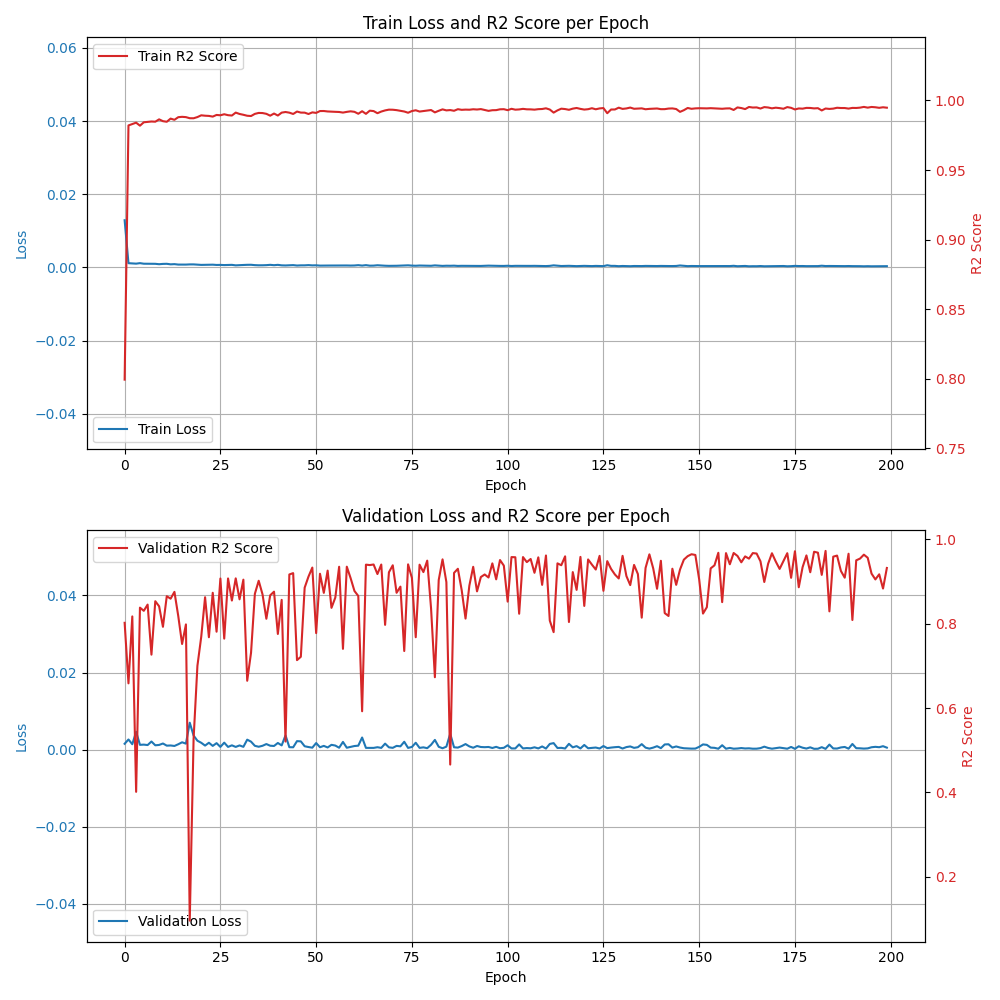 Train Loss and R2 Score per Epoch
Train R2 Score
0.06
0.04
0.02
0.00
−0.02
−0.04
Loss
1.00
0.95
0.90
0.85
0.80
0.75
R2 Score
Train Loss
0 25 50 75 100 125 150 175 200
Epoch
Validation Loss and R2 Score per Epoch
Validation R2 Score
0.04
0.02
0.00
−0.02
−0.04
Loss
1.0
0.8
0.6
0.4
0.2
R2 Score
Validation Loss
0 25 50 75 100 125 150 175 200
Epoch